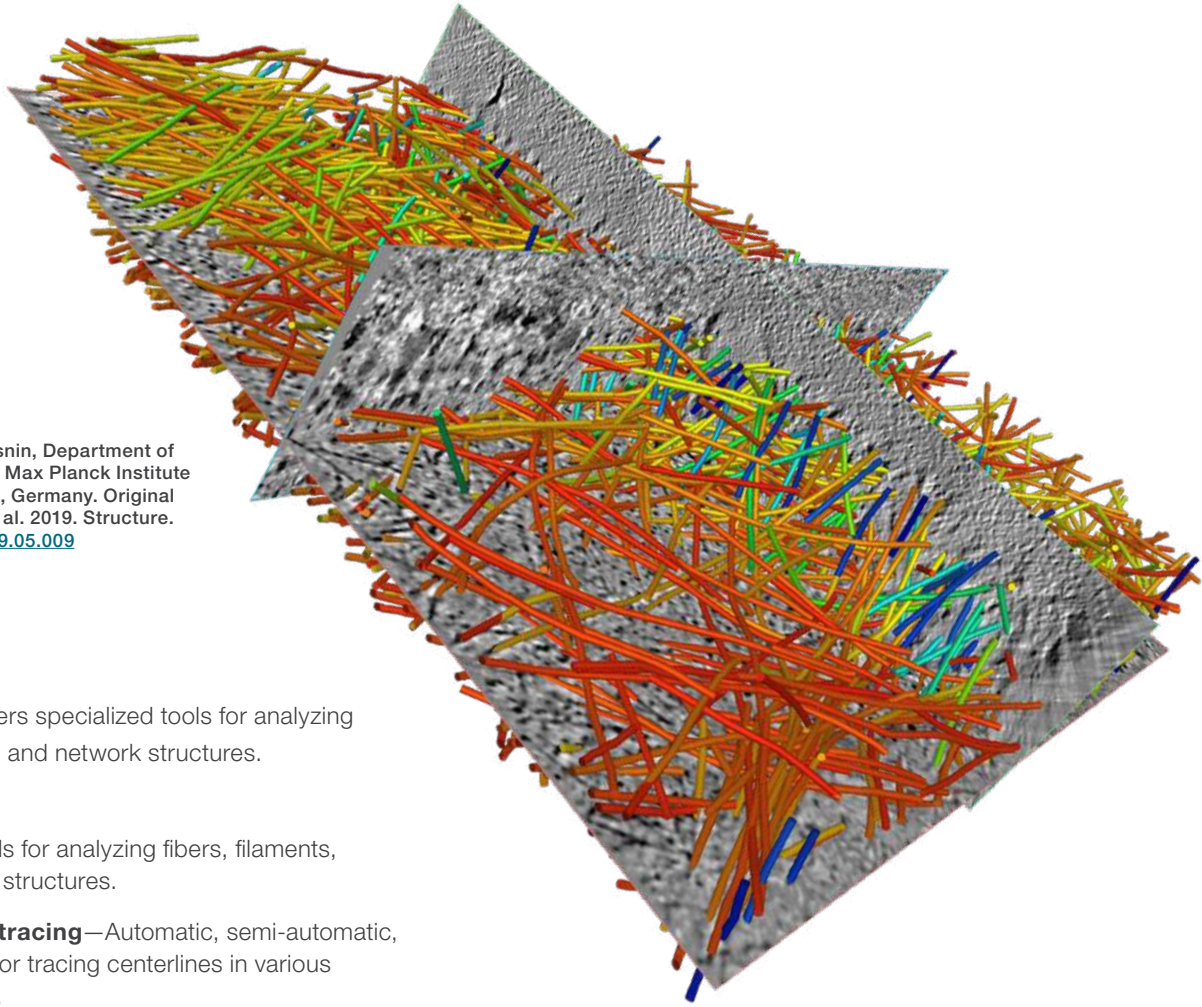 snin, Department of
Max Planck Institute
, Germany. Original
al. 2019. Structure.
9.05.009
ers specialized tools for analyzing
and network structures.
ls for analyzing fibers, filaments,
structures.
tracing—Automatic, semi-automatic,
or tracing centerlines in various